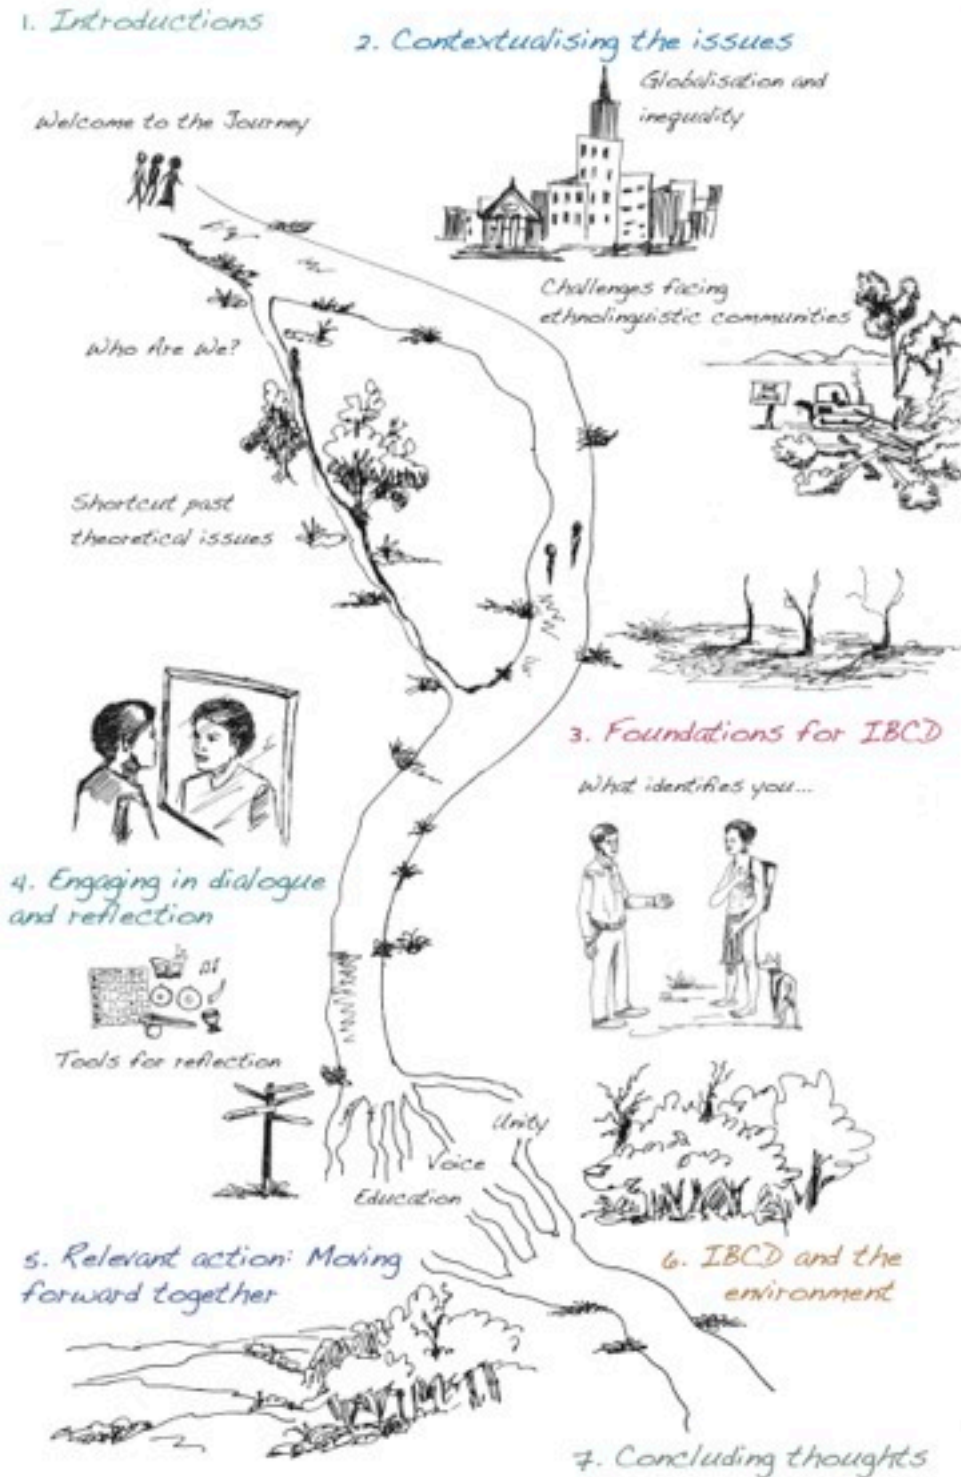 1. Introductions
2. Contextualising the issues
Globalisation and
inequality
Welcome to the Journey
Challenges facing
ethnolinguistic communities
Who Are We?
Shortcut past
theoretical issues
3. Foundations for IBCD
What identifies you...
4. Engaging in dialogue
and reflection
Tools for reflection
Unity
Voice
Education
5. Relevant action: Moving
forward together
6. IBCD and the
environment
7. Concluding thoughts